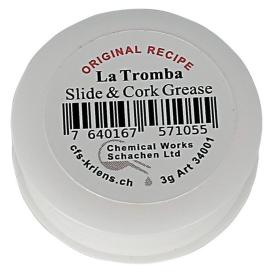 ORIGINAL RECIPE
La Tromba
Slide & Cork Grease
7 640167 571055
Chemical Works
Schachen Ltd
cfs-kriens.ch
3g Art 34001